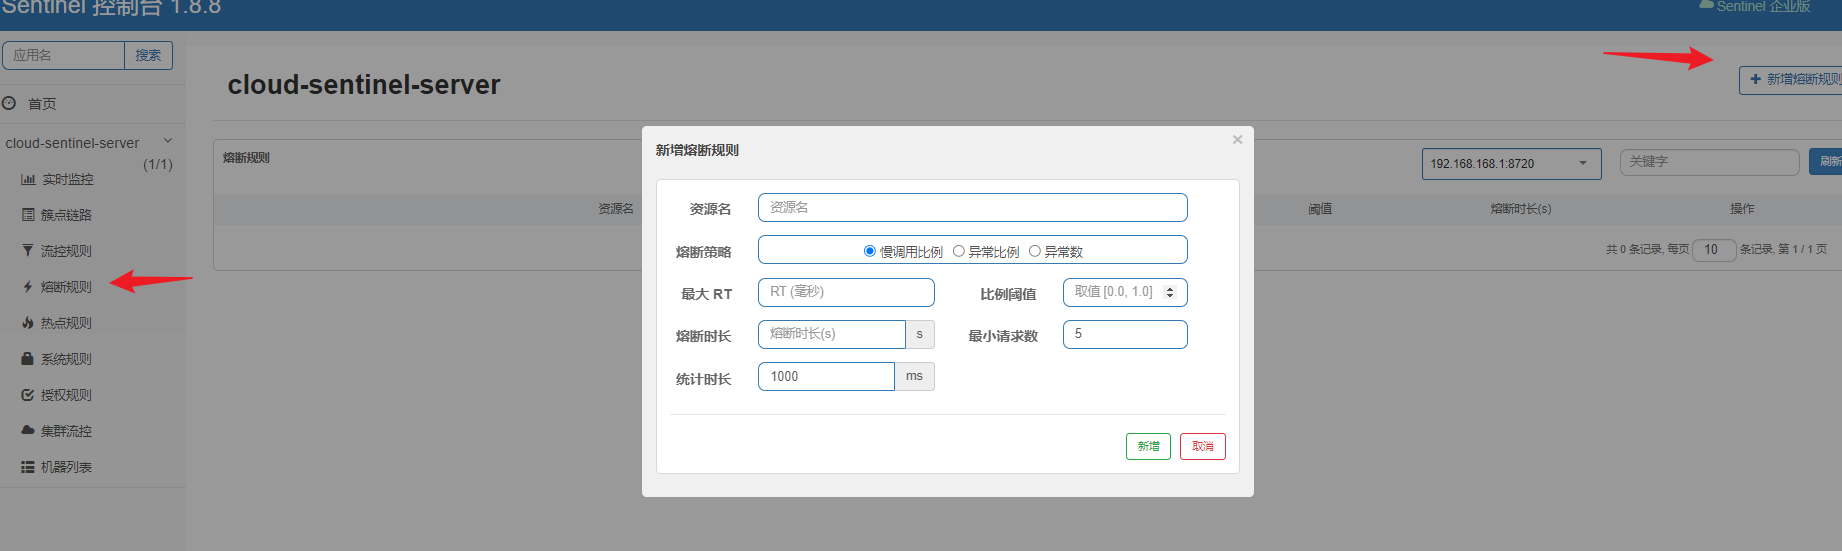 Sentinel 控制台 1.8.8
Sentinel 企业版
应用名
搜索
首页
cloud-sentinel-server
(1/1)
实时监控
簇点链路
流控规则
熔断规则
热点规则
系统规则
授权规则
集群流控
机器列表
cloud-sentinel-server
新增熔断规则
熔断规则
192.168.168.1:8720
关键字
刷新
资源名
阈值
熔断时长(s)
操作
共 0 条记录, 每页 10 条记录, 第 1 / 1 页
新增熔断规则
×
资源名
资源名
熔断策略
慢调用比例 异常比例 异常数
最大 RT
RT (毫秒)
比例阈值
取值 [0.0, 1.0]
熔断时长
熔断时长(s)
s
最小请求数
5
统计时长
1000
ms
新增
取消